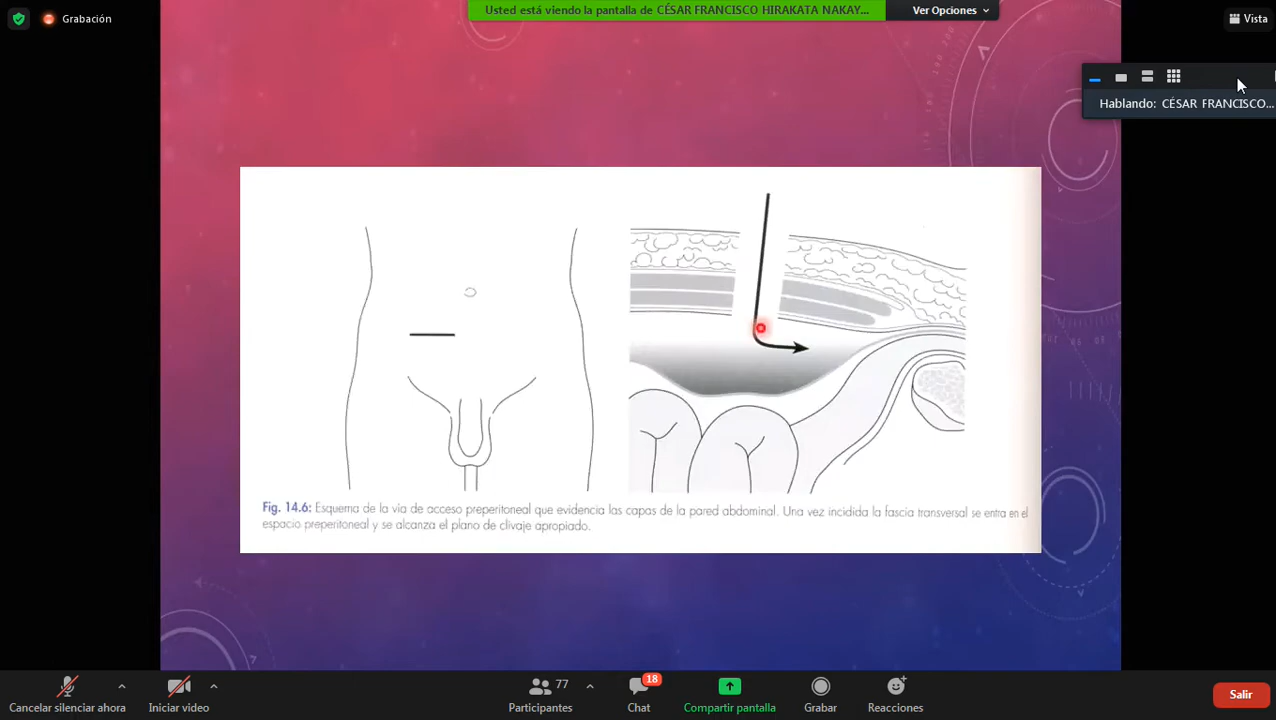 Grabación
Usted está viendo la pantalla de CÉSAR FRANCISCO HIRAKATA NAKAY...
Ver Opciones
Vista
Hablando: CÉSAR FRANCISCO...
Fig. 14.6: Esquema de la vía de acceso preperitoneal que evidencia las capas de la pared abdominal. Una vez incidida la fascia transversal se entra en el
espacio preperitoneal y se alcanza el plano de clivaje apropiado.
Cancelar silenciar ahora
Iniciar video
77
Participantes
18
Chat
Compartir pantalla
Grabar
Reacciones
Salir